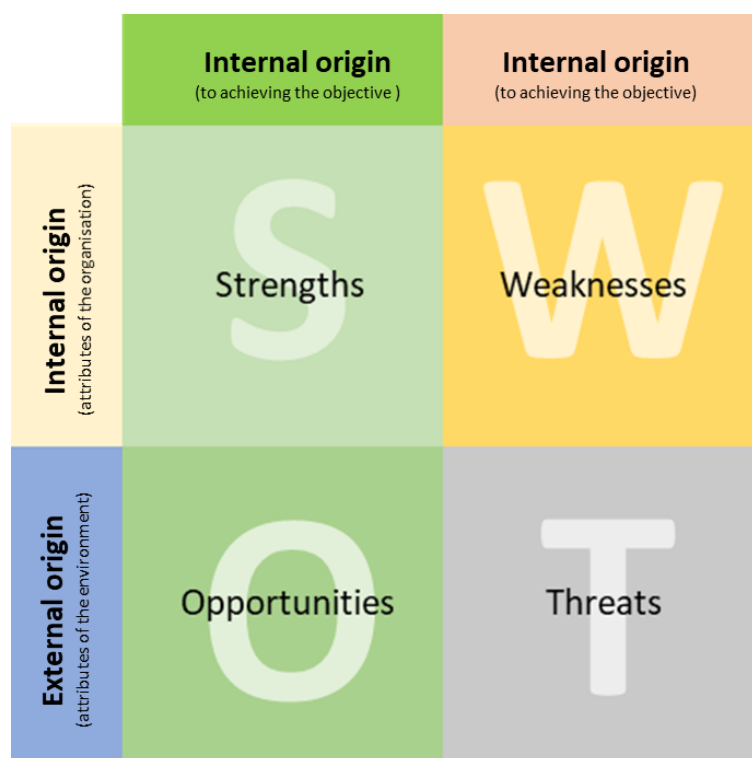 Internal origin
(to achieving the objective )
Internal origin
(to achieving the objective)
Internal origin
(attributes of the organisation)
S
Strengths
W
Weaknesses
External origin
(attributes of the environment)
O
Opportunities
T
Threats